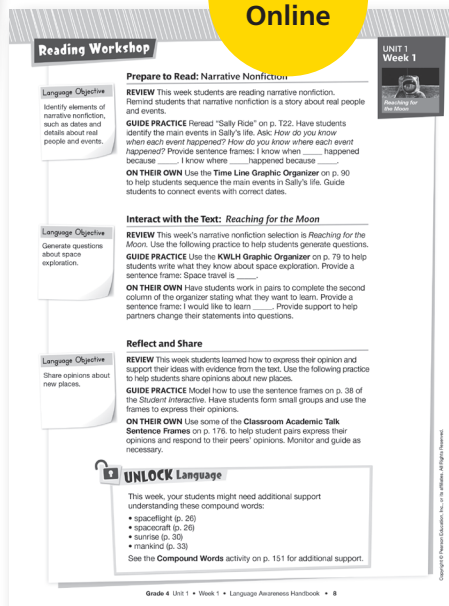 Online
Reading Workshop
UNIT 1
Week 1
Reaching for
the Moon
Prepare to Read: Narrative Nonfiction
Language Objective
Identify elements of
narrative nonfiction,
such as dates and
details about real
people and events.
REVIEW This week students are reading narrative nonfiction.
Remind students that narrative nonfiction is a story about real people
and events.
GUIDE PRACTICE Reread “Sally Ride” on p. T22. Have students
identify the main events in Sally's life. Ask: How do you know
when each event happened? How do you know where each event
happened? Provide sentence frames: I know when _____ happened
because _____. I know where _____happened because _____.
ON THEIR OWN Use the Time Line Graphic Organizer on p. 90
to help students sequence the main events in Sally's life. Guide
students to connect events with correct dates.
Interact with the Text: Reaching for the Moon
Language Objective
Generate questions
about space
exploration.
REVIEW This week's narrative nonfiction selection is Reaching for the
Moon. Use the following practice to help students generate questions.
GUIDE PRACTICE Use the KWLH Graphic Organizer on p. 79 to help
students write what they know about space exploration. Provide a
sentence frame: Space travel is _____.
ON THEIR OWN Have students work in pairs to complete the second
column of the organizer stating what they want to learn. Provide a
sentence frame: I would like to learn _____. Provide support to help
partners change their statements into questions.
Reflect and Share
Language Objective
Share opinions about
new places.
REVIEW This week students learned how to express their opinion and
support their ideas with evidence from the text. Use the following practice
to help students share opinions about new places.
GUIDE PRACTICE Model how to use the sentence frames on p. 38 of
the Student Interactive. Have students form small groups and use the
frames to express their opinions.
ON THEIR OWN Use some of the Classroom Academic Talk
Sentence Frames on p. 176. to help student pairs express their
opinions and respond to their peers' opinions. Monitor and guide as
necessary.
UNLOCK Language
This week, your students might need additional support
understanding these compound words:
• spaceflight (p. 26)
• spacecraft (p. 26)
• sunrise (p. 30)
• mankind (p. 33)
See the Compound Words activity on p. 151 for additional support.
Copyright © Pearson Education, Inc., or its affiliates. All Rights Reserved.
Grade 4 Unit 1 • Week 1 • Language Awareness Handbook • 8